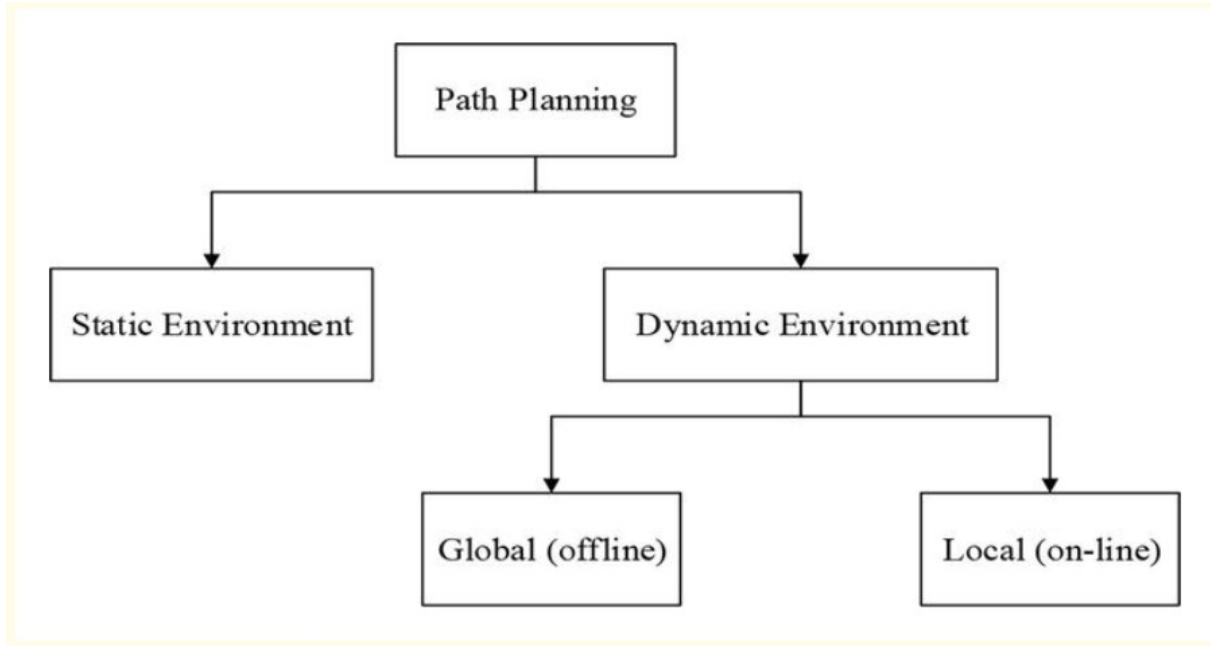 Path Planning
Static Environment
Dynamic Environment
Global (offline)
Local (on-line)